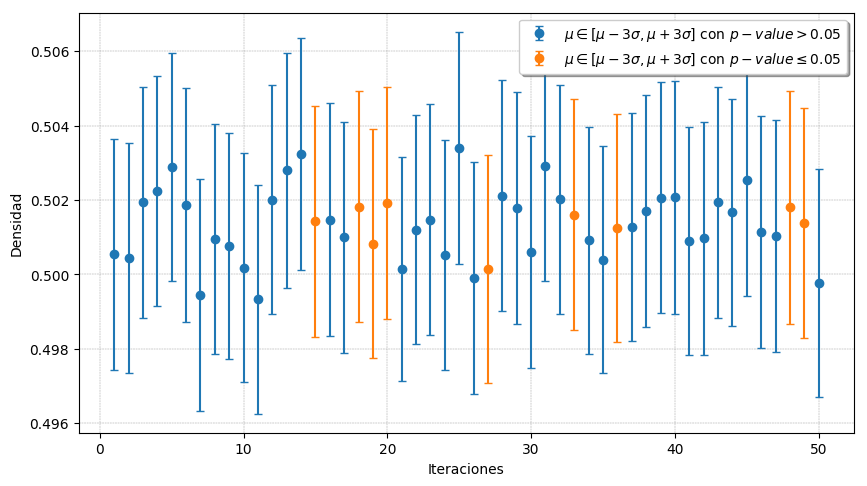 μ ∈ [μ − 3σ, μ + 3σ] con p − value > 0.05
μ ∈ [μ − 3σ, μ + 3σ] con p − value ≤ 0.05
Densidad
0.506
0.504
0.502
0.500
0.498
0.496
0 10 20 30 40 50
Iteraciones